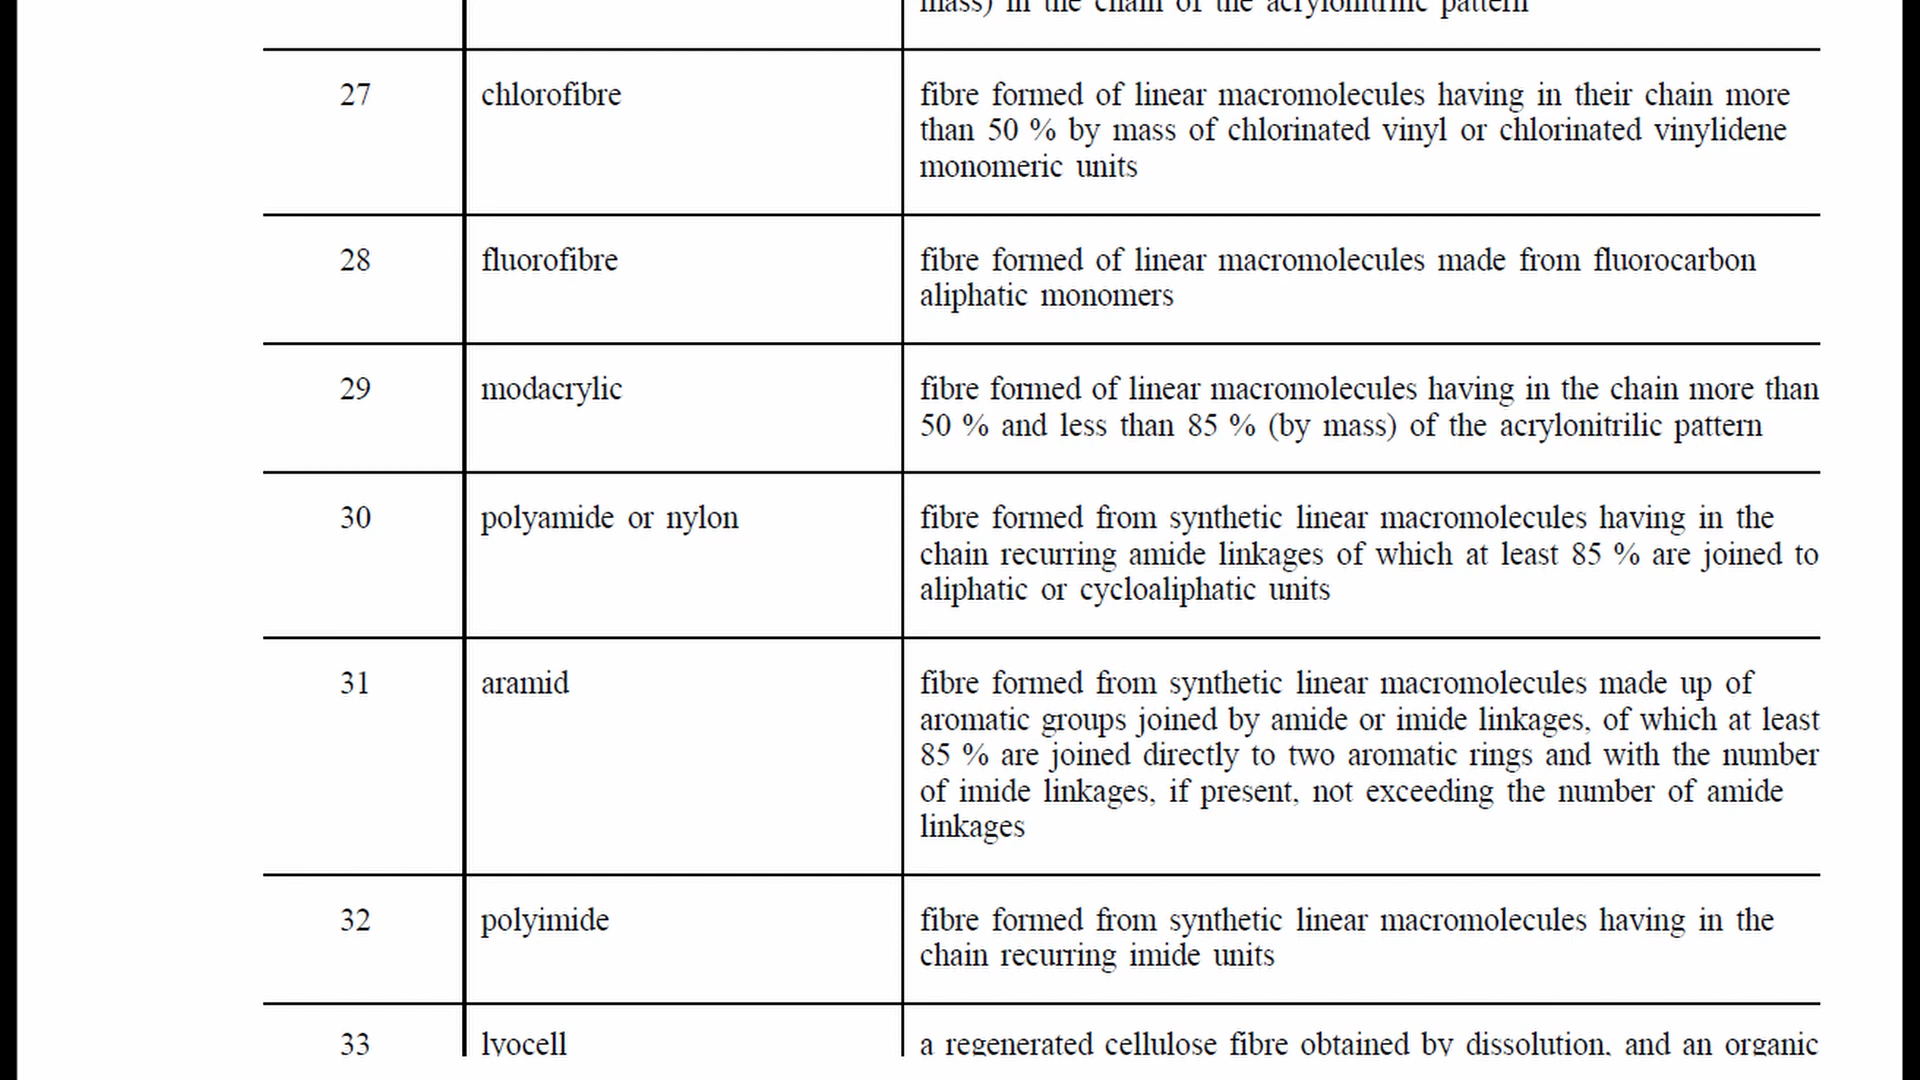 mass) in the chain of the acrylonitrilic pattern
27 chlorofibre fibre formed of linear macromolecules having in their chain more
than 50 % by mass of chlorinated vinyl or chlorinated vinylidene
monomeric units
28 fluorofibre fibre formed of linear macromolecules made from fluorocarbon
aliphatic monomers
29 modacrylic fibre formed of linear macromolecules having in the chain more than
50 % and less than 85 % (by mass) of the acrylonitrilic pattern
30 polyamide or nylon fibre formed from synthetic linear macromolecules having in the
chain recurring amide linkages of which at least 85 % are joined to
aliphatic or cycloaliphatic units
31 aramid fibre formed from synthetic linear macromolecules made up of
aromatic groups joined by amide or imide linkages, of which at least
85 % are joined directly to two aromatic rings and with the number
of imide linkages, if present, not exceeding the number of amide
linkages
32 polyimide fibre formed from synthetic linear macromolecules having in the
chain recurring imide units
33 lyocell a regenerated cellulose fibre obtained by dissolution, and an organic